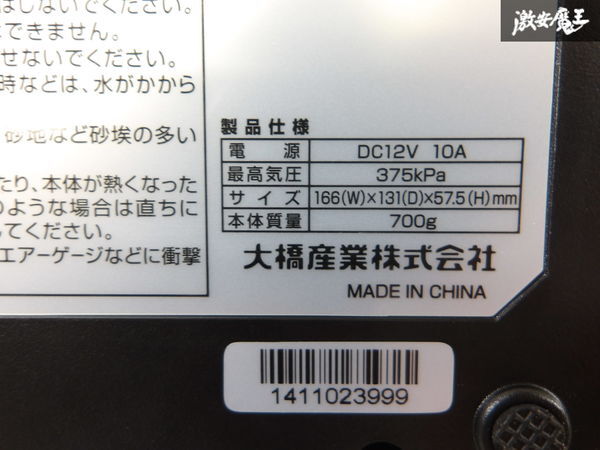 はしないでください。
できません。
せないでください。
時などは、水がかから
砂地など砂埃の多い
たり、本体が熱くなった
のような場合は直ちに
してください。
エアーゲージなどに衝撃
激安魔王
製品仕様
電源 DC12V 10A
最高気圧 375kPa
サイズ 166(W)×131(D)×57.5(H)mm
本体質量 700g
大橋産業株式会社
MADE IN CHINA
1411023999